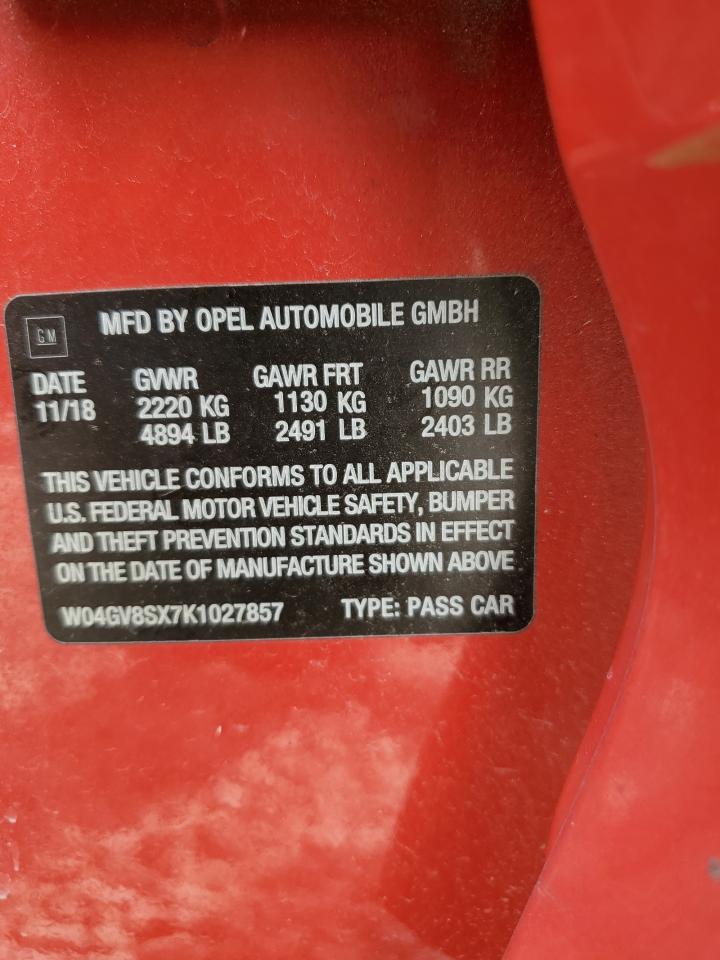 GM
MFD BY OPEL AUTOMOBILE GMBH
DATE GVWR GAWR FRT GAWR RR
11/18 2220 KG 1130 KG 1090 KG
4894 LB 2491 LB 2403 LB
THIS VEHICLE CONFORMS TO ALL APPLICABLE
U.S. FEDERAL MOTOR VEHICLE SAFETY, BUMPER
AND THEFT PREVENTION STANDARDS IN EFFECT
ON THE DATE OF MANUFACTURE SHOWN ABOVE
W04GV8SX7K1027857 TYPE: PASS CAR